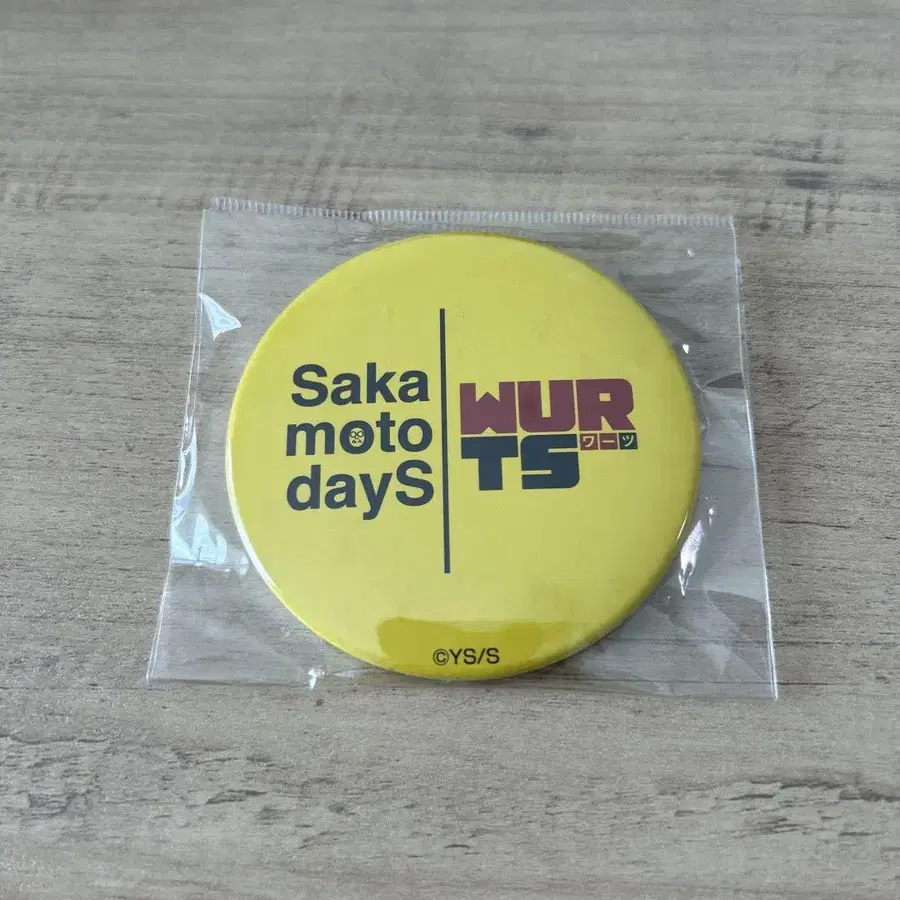 Saka
moto
dayS
WUR
TS ワーツ
©YS/S